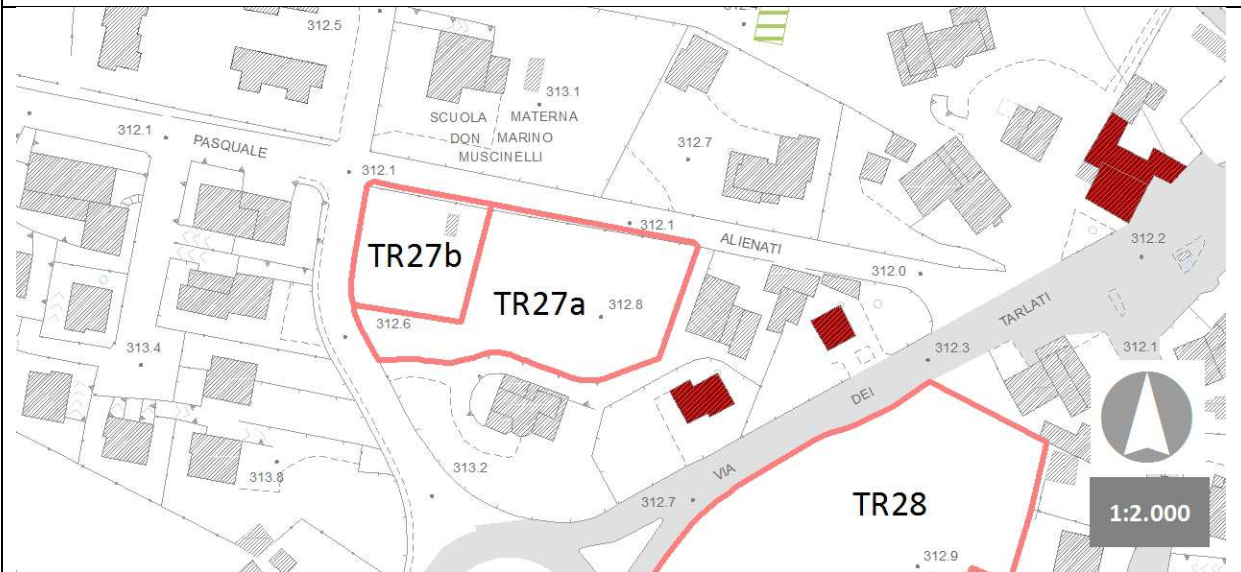 312.5
312.4
313.1
SCUOLA MATERNA
DON MARINO
MUSCINELLI
312.1
PASQUALE
312.7
312.1
312.1
ALIENATI
312.2
TR27b
TR27a
312.8
312.0
TARLATI
312.6
312.3
312.1
313.4
DEI
313.2
VIA
313.8
312.7
TR28
1:2.000
312.9